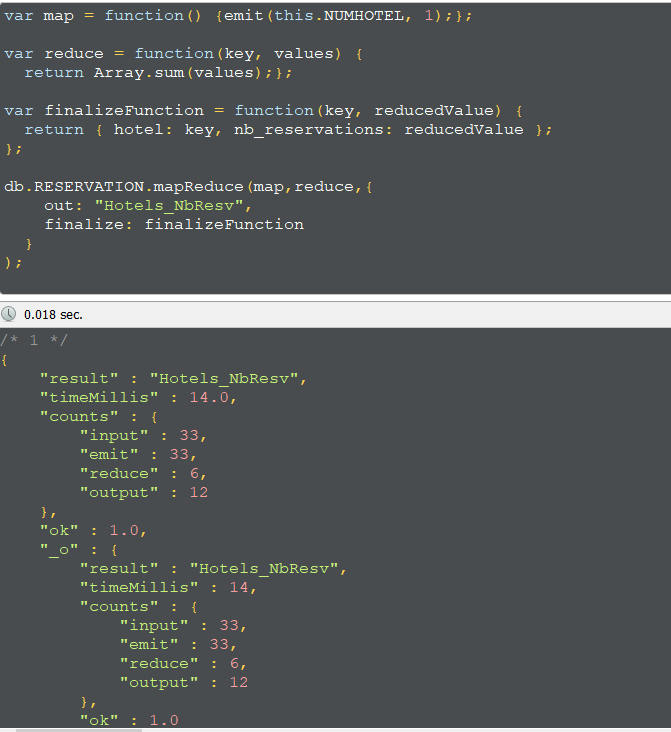 var map = function() {emit(this.NUMHOTEL, 1);};
var reduce = function(key, values) {
return Array.sum(values);};
var finalizeFunction = function(key, reducedValue) {
return { hotel: key, nb_reservations: reducedValue };
};
db.RESERVATION.mapReduce(map,reduce,{
out: "Hotels_NbResv",
finalize: finalizeFunction
}
);
0.018 sec.
/* 1 */
{
"result" : "Hotels_NbResv",
"timeMillis" : 14.0,
"counts" : {
"input" : 33,
"emit" : 33,
"reduce" : 6,
"output" : 12
},
"ok" : 1.0,
"_o" : {
"result" : "Hotels_NbResv",
"timeMillis" : 14,
"counts" : {
"input" : 33,
"emit" : 33,
"reduce" : 6,
"output" : 12
},
"ok" : 1.0